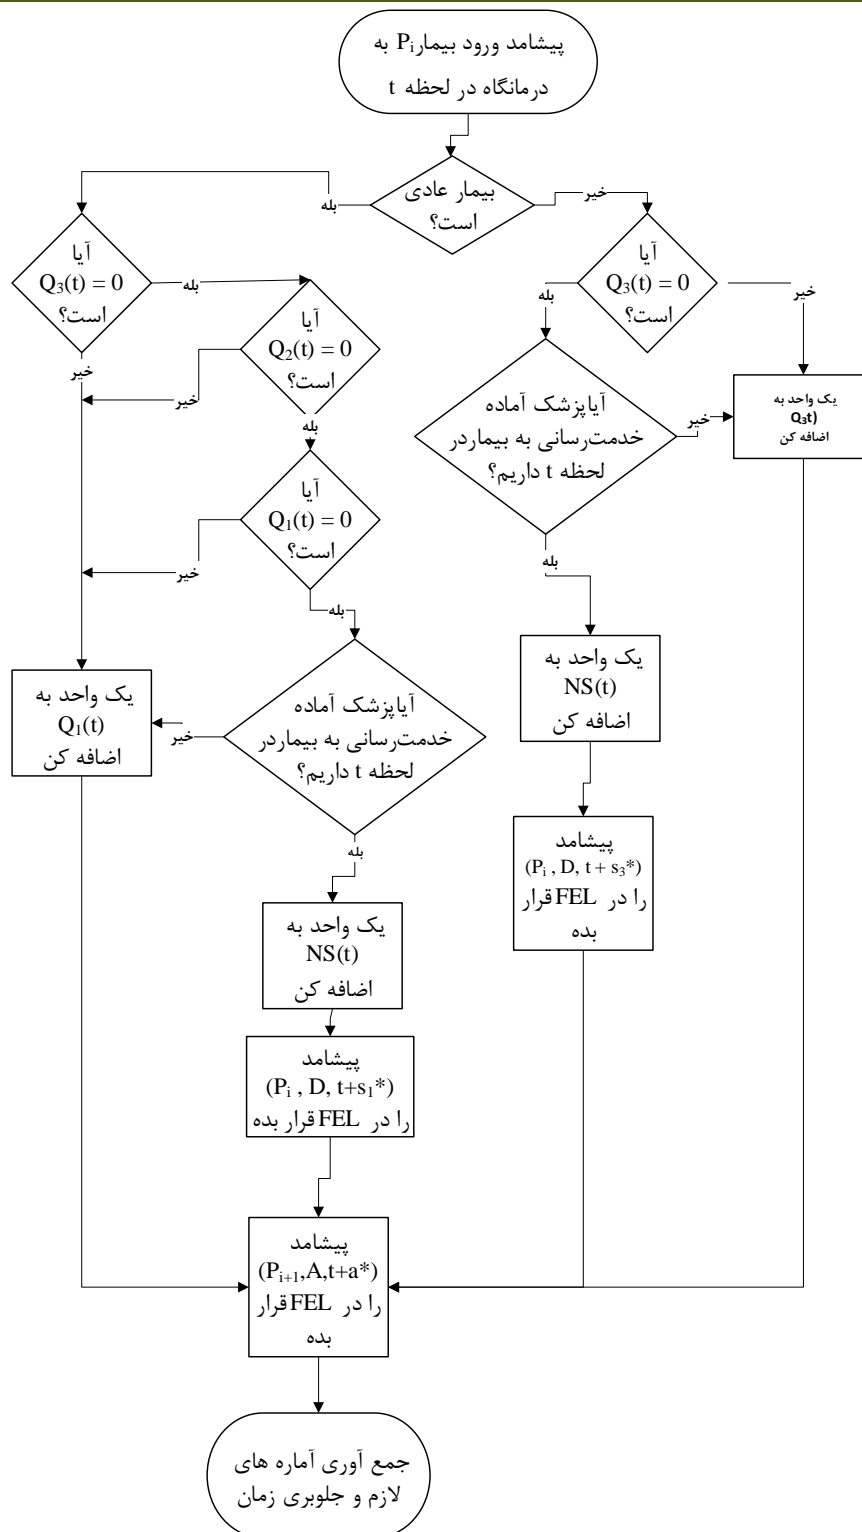 پیشامد ورود بیمار Pi به
درمانگاه در لحظه t
بیمار عادی
است؟
بله
خیر
آیا
Q3(t) = 0
است؟
بله
خیر
آیا
Q2(t) = 0
است؟
خیر
بله
آیا
Q1(t) = 0
است؟
خیر
بله
آیاپزشک آماده
خدمت‌رسانی به بیماردر
لحظه t داریم؟
خیر
بله
یک واحد به
Q1(t)
اضافه کن
یک واحد به
NS(t)
اضافه کن
پیشامد
(Pi , D, t+s1*)
را در FEL قرار بده
آیا
Q3(t) = 0
است؟
بله
خیر
آیاپزشک آماده
خدمت‌رسانی به بیماردر
لحظه t داریم؟
خیر
بله
یک واحد به
Q3t)
اضافه کن
یک واحد به
NS(t)
اضافه کن
پیشامد
(Pi , D, t + s3*)
را در FEL قرار
بده
پیشامد
(Pi+1,A,t+a*)
را در FEL قرار
بده
جمع آوری آماره های
لازم و جلوبری زمان